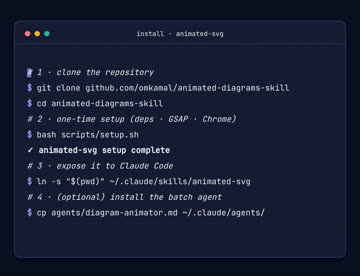 install · animated-svg
# 1 · clone the repository
$ git clone github.com/omkamal/animated-diagrams-skill
$ cd animated-diagrams-skill
# 2 · one-time setup (deps · GSAP · Chrome)
$ bash scripts/setup.sh
✓ animated-svg setup complete
# 3 · expose it to Claude Code
$ ln -s "$(pwd)" ~/.claude/skills/animated-svg
# 4 · (optional) install the batch agent
$ cp agents/diagram-animator.md ~/.claude/agents/